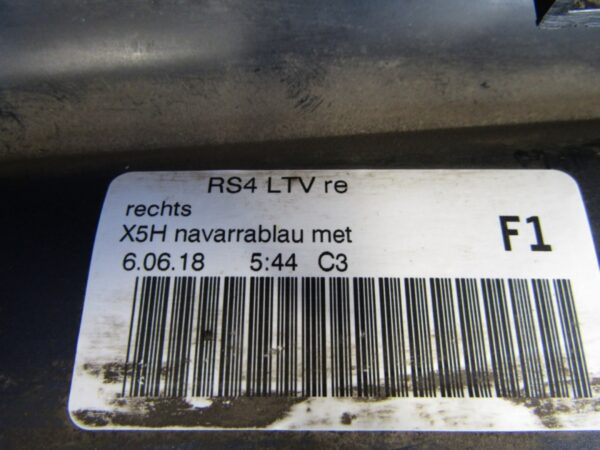 RS4 LTV re
rechts
X5H navarrablau met
F1
6.06.18 5:44 C3